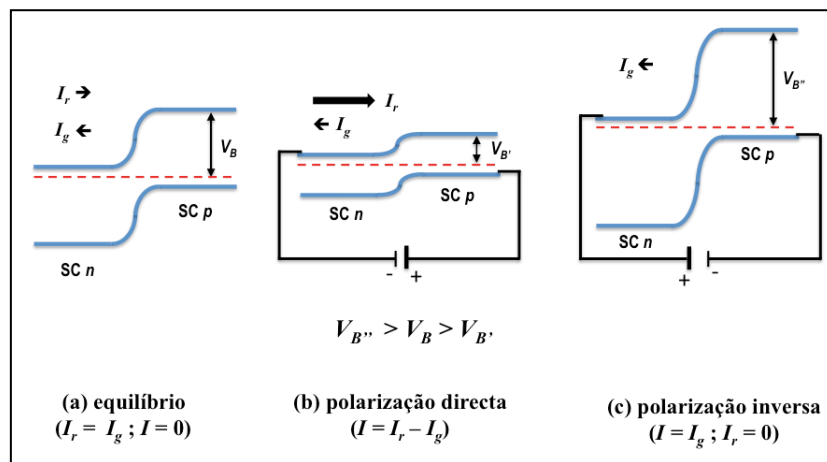 I_r →
I_g ←
V_B
SC p
SC n
(a) equilíbrio
(I_r = I_g ; I = 0)
I_r
← I_g
V_B'
SC n
SC p
- +
V_B'' > V_B > V_B'
(b) polarização directa
(I = I_r – I_g)
I_g ←
V_B''
SC p
SC n
+ -
(c) polarização inversa
(I = I_g ; I_r = 0)